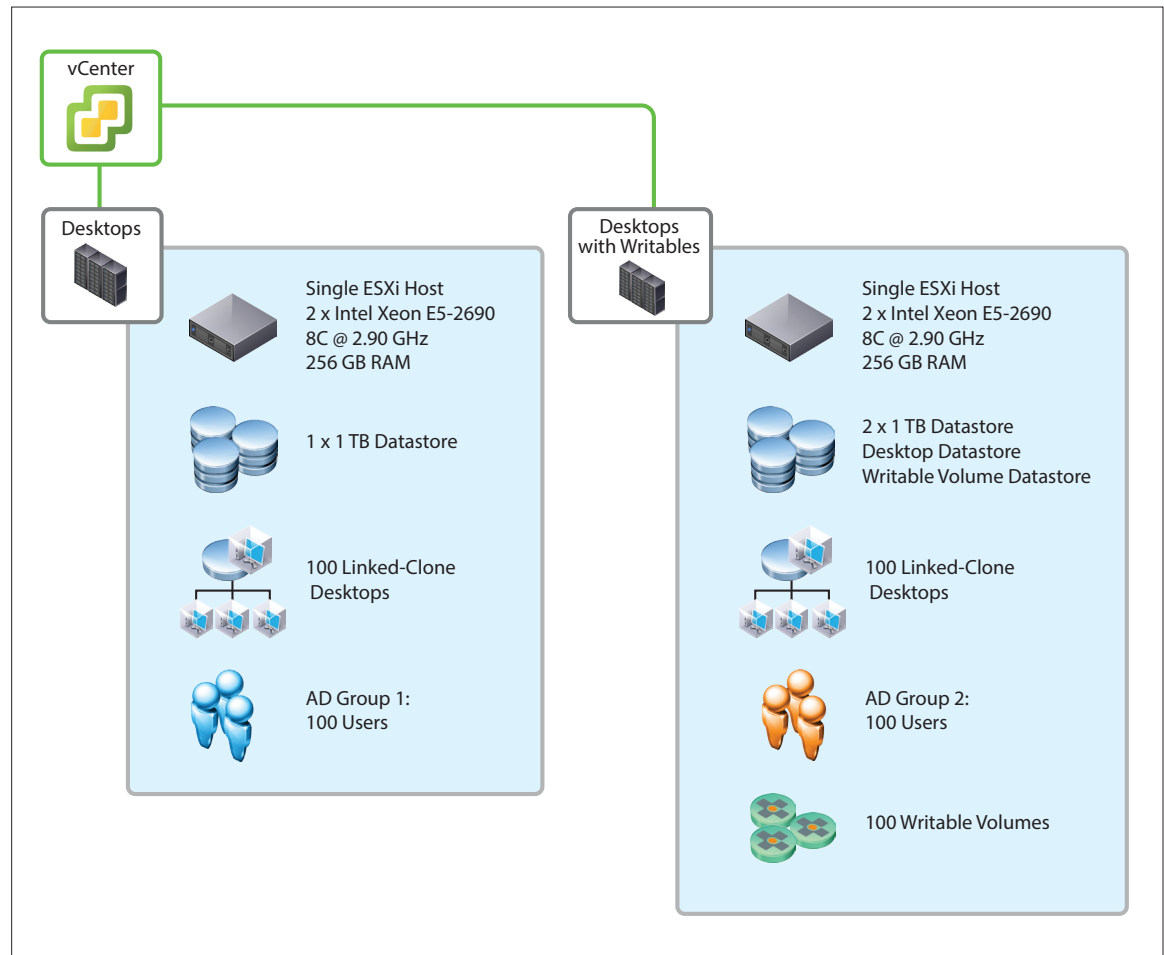 vCenter
Desktops
Single ESXi Host
2 x Intel Xeon E5-2690
8C @ 2.90 GHz
256 GB RAM
1 x 1 TB Datastore
100 Linked-Clone
Desktops
AD Group 1:
100 Users
Desktops
with Writables
Single ESXi Host
2 x Intel Xeon E5-2690
8C @ 2.90 GHz
256 GB RAM
2 x 1 TB Datastore
Desktop Datastore
Writable Volume Datastore
100 Linked-Clone
Desktops
AD Group 2:
100 Users
100 Writable Volumes